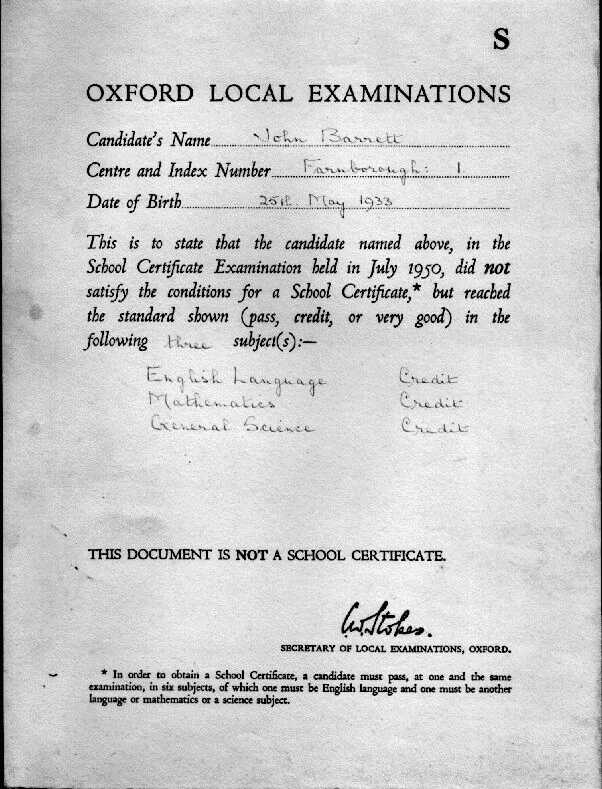 S
OXFORD LOCAL EXAMINATIONS
Candidate's Name John Barrett
Centre and Index Number Farnborough: 1
Date of Birth 25th May 1933
This is to state that the candidate named above, in the
School Certificate Examination held in July 1950, did not
satisfy the conditions for a School Certificate,* but reached
the standard shown (pass, credit, or very good) in the
following three subject(s):—
English Language Credit
Mathematics Credit
General Science Credit
THIS DOCUMENT IS NOT A SCHOOL CERTIFICATE.
C.W. Stokes.
SECRETARY OF LOCAL EXAMINATIONS, OXFORD.
* In order to obtain a School Certificate, a candidate must pass, at one and the same
examination, in six subjects, of which one must be English language and one must be another
language or mathematics or a science subject.